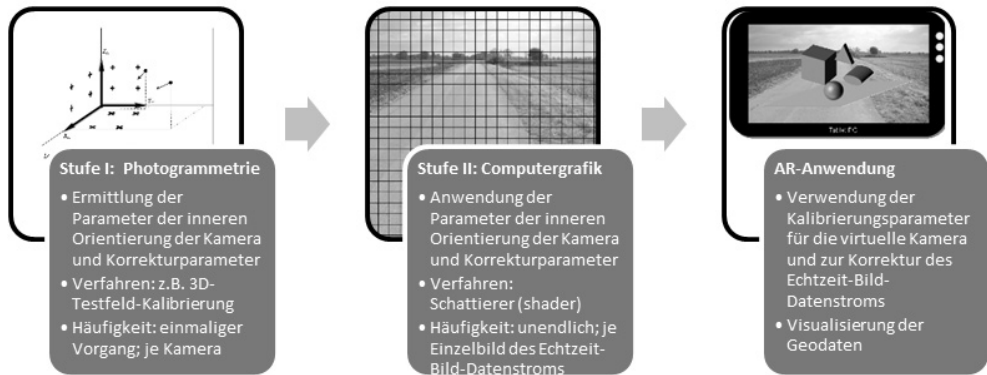 Stufe I: Photogrammetrie
• Ermittlung der
Parameter der inneren
Orientierung der Kamera
und Korrekturparameter
• Verfahren: z.B. 3D-
Testfeld-Kalibrierung
• Häufigkeit: einmaliger
Vorgang; je Kamera
Stufe II: Computergrafik
• Anwendung der
Parameter der inneren
Orientierung der Kamera
und Korrekturparameter
• Verfahren:
Schattierer (shader)
• Häufigkeit: unendlich; je
Einzelbild des Echtzeit-
Bild-Datenstroms
Tablet PC
AR-Anwendung
• Verwendung der
Kalibrierungsparameter
für die virtuelle Kamera
und zur Korrektur des
Echtzeit-Bild-
Datenstroms
• Visualisierung der
Geodaten